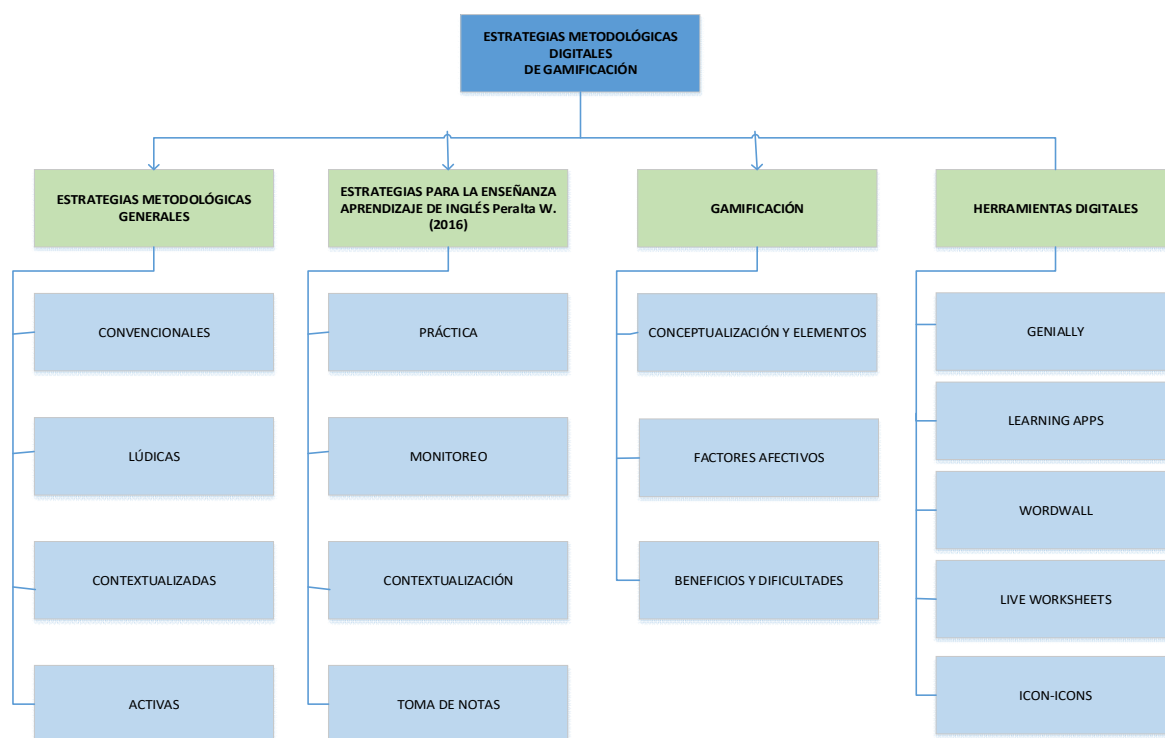 ESTRATEGIAS METODOLÓGICAS
DIGITALES
DE GAMIFICACIÓN
ESTRATEGIAS METODOLÓGICAS
GENERALES
CONVENCIONALES
LÚDICAS
CONTEXTUALIZADAS
ACTIVAS
ESTRATEGIAS PARA LA ENSEÑANZA
APRENDIZAJE DE INGLÉS Peralta W.
(2016)
PRÁCTICA
MONITOREO
CONTEXTUALIZACIÓN
TOMA DE NOTAS
GAMIFICACIÓN
CONCEPTUALIZACIÓN Y ELEMENTOS
FACTORES AFECTIVOS
BENEFICIOS Y DIFICULTADES
HERRAMIENTAS DIGITALES
GENIALLY
LEARNING APPS
WORDWALL
LIVE WORKSHEETS
ICON-ICONS